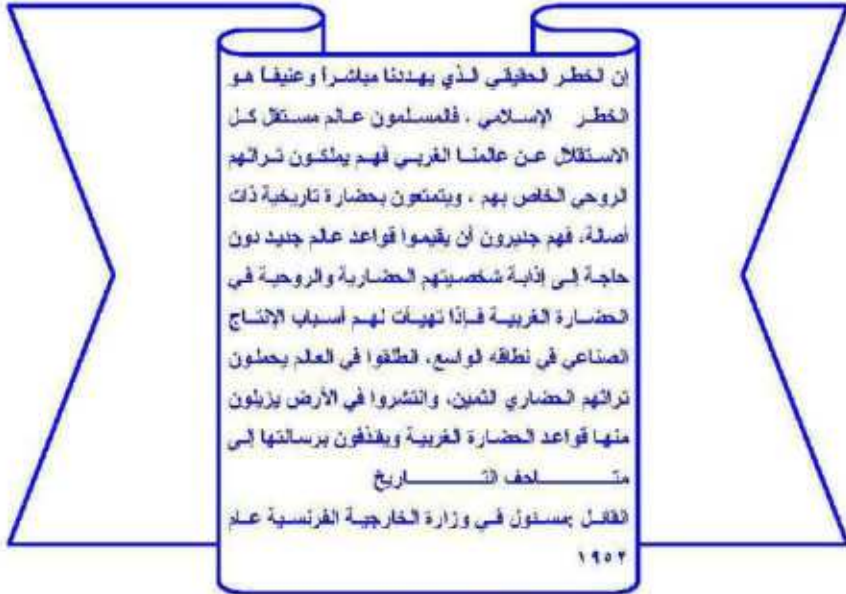 إن الخطر الحقيقي الذي يهددنا مباشراً وعنيفاً هو
الخطر الإسلامي ، فالمسلمون عالم مستقل كل
الاستقلال عن عالمنا الغربي فهم يملكون تراثهم
الروحي الخاص بهم ، ويتمتعون بحضارة تاريخية ذات
أصالة، فهم جديرون أن يقيموا قواعد عالم جديد دون
حاجة إلى إذابة شخصيتهم الحضارية والروحية في
الحضارة الغربية فإذا تهيأت لهم أسباب الإنتاج
الصناعي في نطاقه الواسع، انطلقوا في العالم يحملون
تراثهم الحضاري الثمين، وانتشروا في الأرض يزيلون
منها قواعد الحضارة الغربية ويقذفون برسالتها إلى
متـــــاحف التـــــاريخ
القائل :مسئول في وزارة الخارجية الفرنسية عام
١٩٥٢